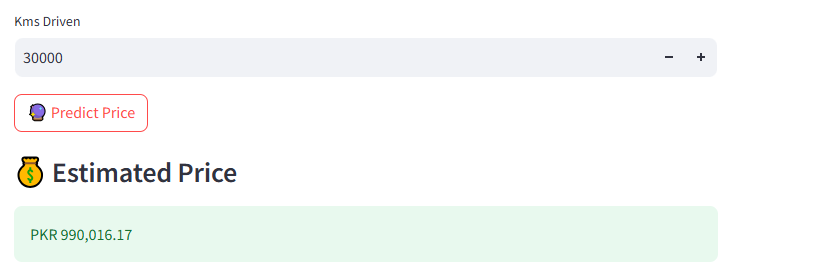 Kms Driven
30000
Predict Price
Estimated Price
PKR 990,016.17